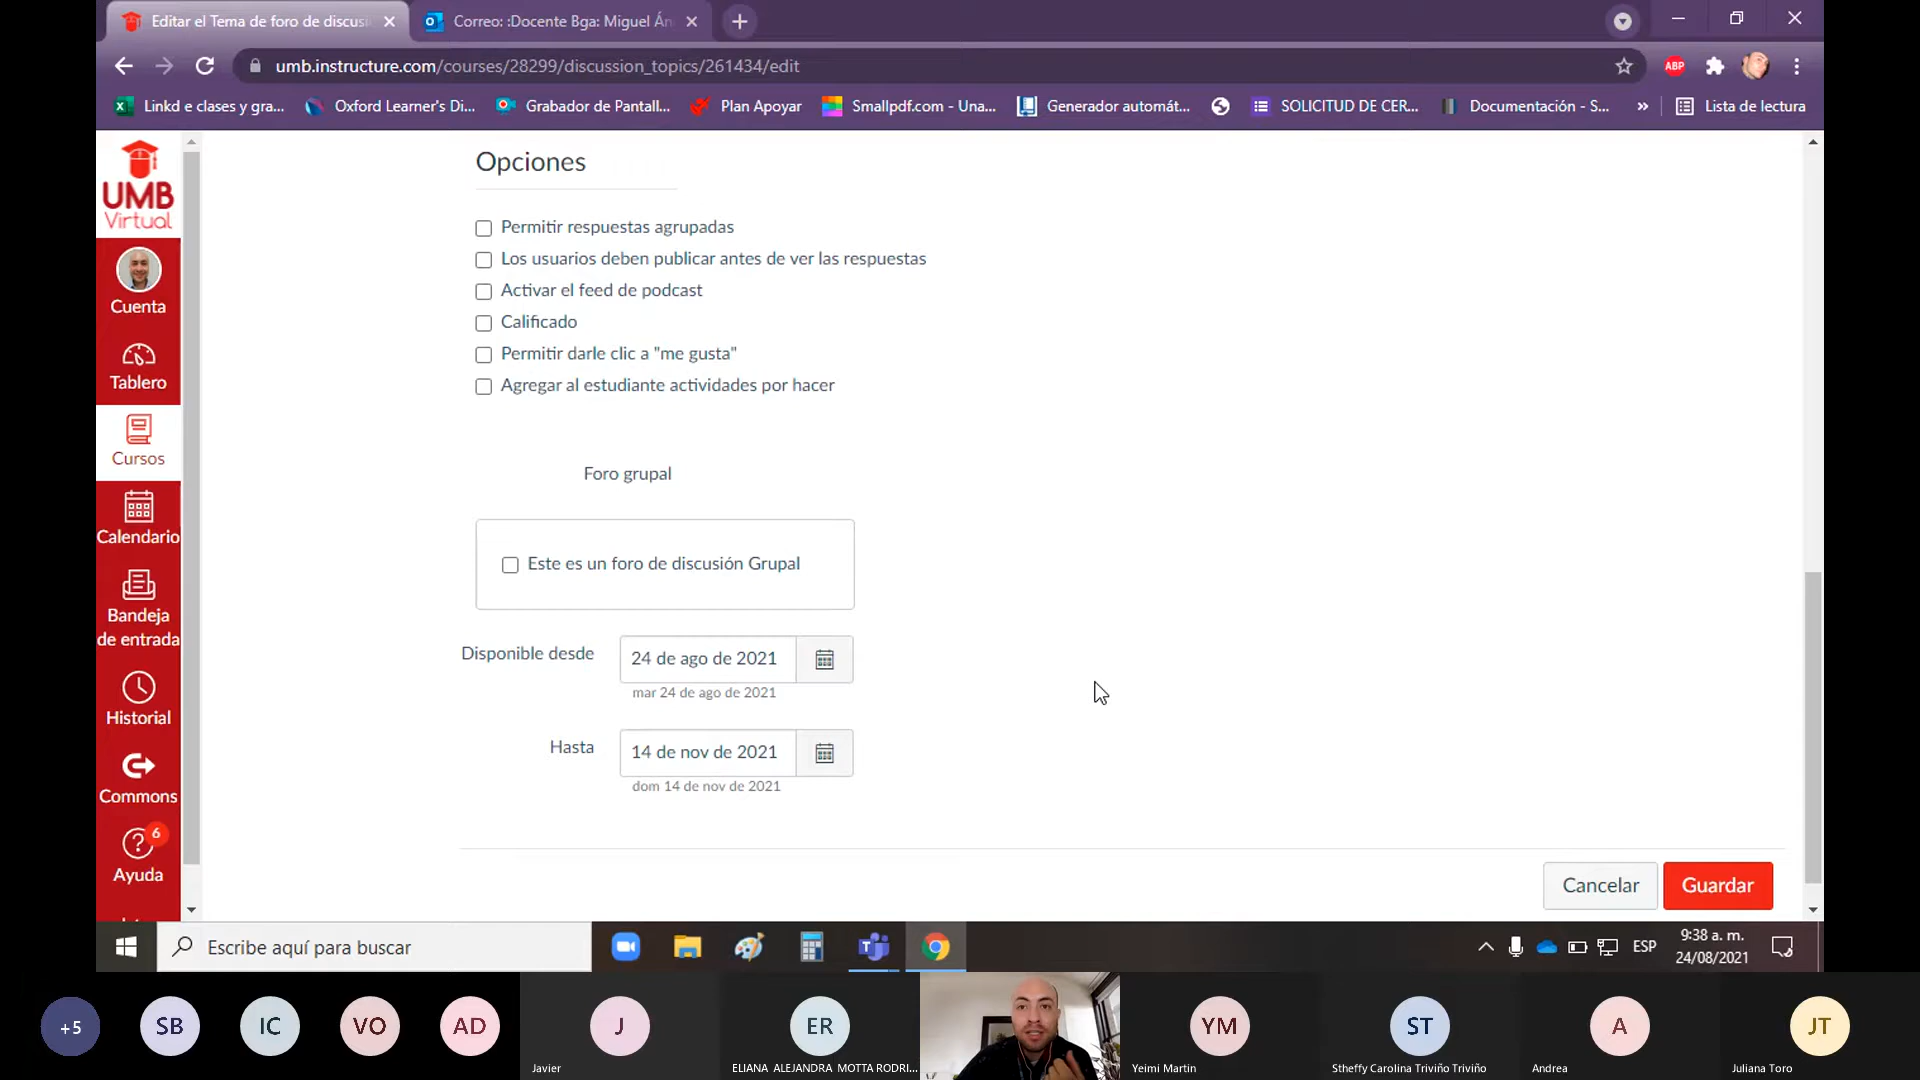 Editar el Tema de foro de discusi
Correo: :Docente Bga: Miguel Án
umb.instructure.com/courses/28299/discussion_topics/261434/edit
ABP
Linkd e clases y gra...
Oxford Learner's Di...
Grabador de Pantall...
Plan Apoyar
Smallpdf.com - Una...
Generador automát...
SOLICITUD DE CER...
Documentación - S...
»
Lista de lectura
UMB
Virtual
Cuenta
Tablero
Cursos
Calendario
Bandeja
de entrada
Historial
Commons
6
Ayuda
Opciones
Permitir respuestas agrupadas
Los usuarios deben publicar antes de ver las respuestas
Activar el feed de podcast
Calificado
Permitir darle clic a "me gusta"
Agregar al estudiante actividades por hacer
Foro grupal
Este es un foro de discusión Grupal
Disponible desde
24 de ago de 2021
mar 24 de ago de 2021
Hasta
14 de nov de 2021
dom 14 de nov de 2021
Cancelar
Guardar
Escribe aquí para buscar
ESP
9:38 a. m.
24/08/2021
+5
SB
IC
VO
AD
J
Javier
ER
ELIANA ALEJANDRA MOTTA RODRI...
YM
Yeimi Martin
ST
Stheffy Carolina Triviño Triviño
A
Andrea
JT
Juliana Toro